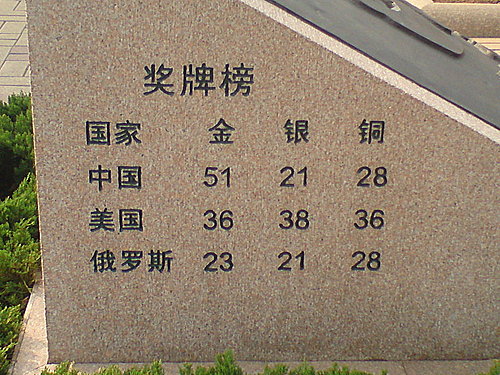 奖牌榜
国家 金 银 铜
中国 51 21 28
美国 36 38 36
俄罗斯 23 21 28